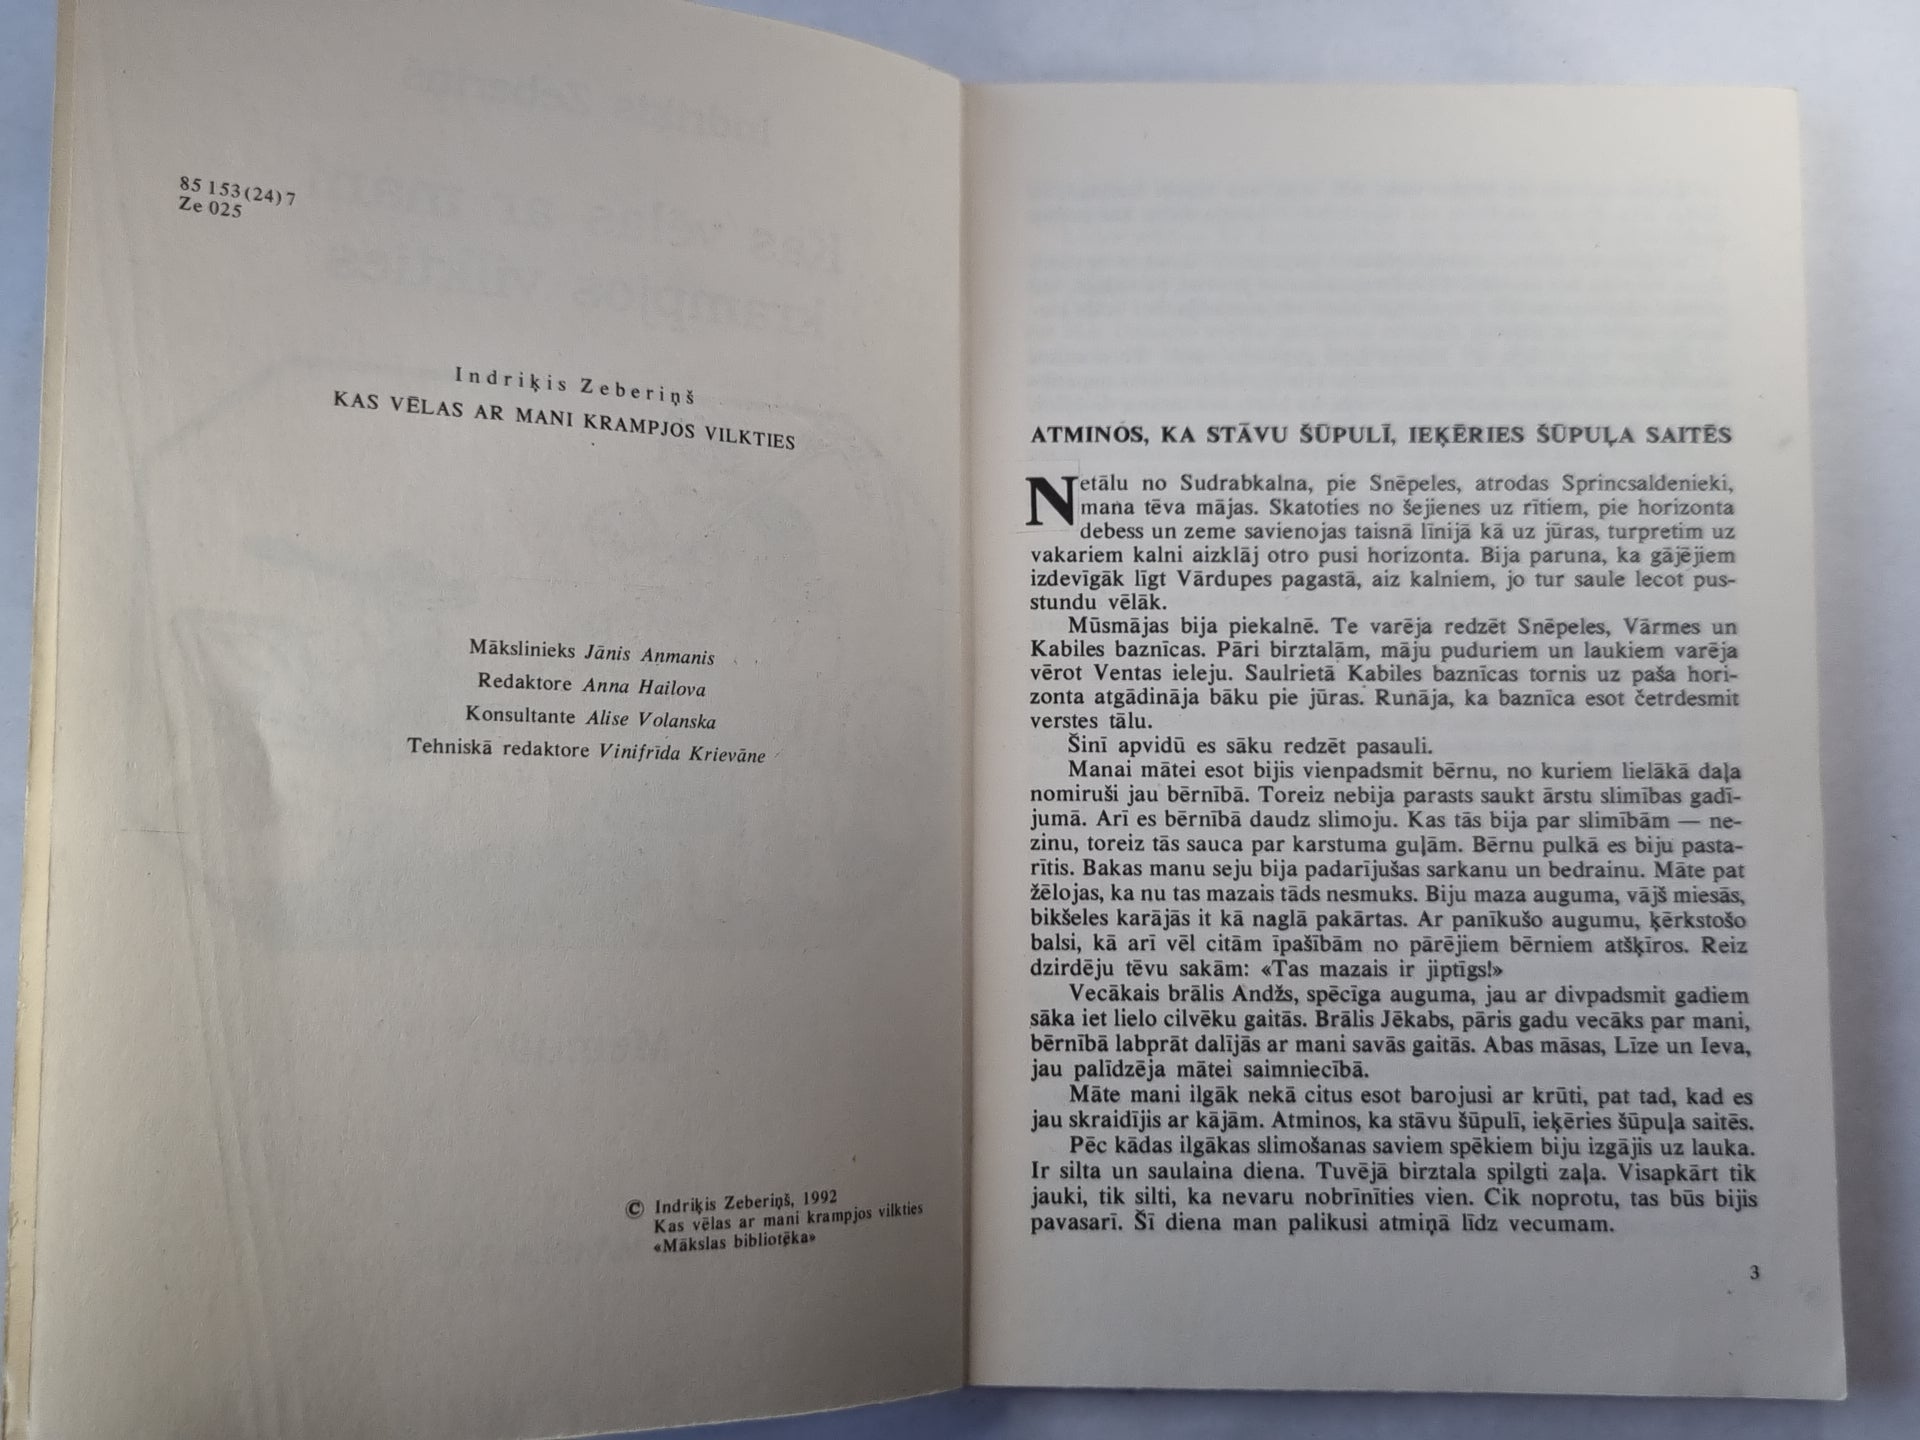 85 153(24)7
Ze 025
Indriķis Zeberiņš
KAS VĒLAS AR MANI KRAMPJOS VILKTIES
Mākslinieks Jānis Anmanis
Redaktore Anna Hailova
Konsultante Alise Volanska
Tehniskā redaktore Vinifrīda Krievāne
© Indriķis Zeberiņš, 1992
Kas vēlas ar mani krampjos vilkties
«Mākslas bibliotēka»
ATMINOS, KA STĀVU ŠŪPULĪ, IEĶĒRIES ŠŪPUĻA SAITĒS
Netālu no Sudrabkalna, pie Snēpeles, atrodas Sprincsaldenieki,
mana tēva mājas. Skatoties no šejienes uz rītiem, pie horizonta
debess un zeme savienojas taisnā līnijā kā uz jūras, turpretim uz
vakariem kalni aizklāj otro pusi horizonta. Bija paruna, ka gājējiem
izdevīgāk līgt Vārdupes pagastā, aiz kalniem, jo tur saule lecot pus-
stundu vēlāk.
Mūsmājas bija piekalnē. Te varēja redzēt Snēpeles, Vārmes un
Kabiles baznīcas. Pāri birztalām, māju puduriem un laukiem varēja
vērot Ventas ieleju. Saulrietā Kabiles baznīcas tornis uz paša hori-
zonta atgādināja bāku pie jūras. Runāja, ka baznīca esot četrdesmit
verstes tālu.
Šinī apvidū es sāku redzēt pasauli.
Manai mātei esot bijis vienpadsmit bērnu, no kuriem lielākā daļa
nomiruši jau bērnībā. Toreiz nebija parasts saukt ārstu slimības gadī-
jumā. Arī es bērnībā daudz slimoju. Kas tās bija par slimībām — ne-
zinu, toreiz tās sauca par karstuma guļām. Bērnu pulkā es biju pasta-
rītis. Bakas manu seju bija padarījušas sarkanu un bedrainu. Māte pat
žēlojas, ka nu tas mazais tāds nesmuks. Biju maza auguma, vājš miesās,
bikšeles karājās it kā naglā pakārtas. Ar panīkušo augumu, ķērkstošo
balsi, kā arī vēl citām īpašībām no pārējiem bērniem atšķīros. Reiz
dzirdēju tēvu sakām: «Tas mazais ir jiptīgs!»
Vecākais brālis Andžs, spēcīga auguma, jau ar divpadsmit gadiem
sāka iet lielo cilvēku gaitās. Brālis Jēkabs, pāris gadu vecāks par mani,
bērnībā labprāt dalījās ar mani savās gaitās. Abas māsas, Līze un Ieva,
jau palīdzēja mātei saimniecībā.
Māte mani ilgāk nekā citus esot barojusi ar krūti, pat tad, kad es
jau skraidījis ar kājām. Atminos, ka stāvu šūpulī, ieķēries šūpuļa saitēs.
Pēc kādas ilgākas slimošanas saviem spēkiem biju izgājis uz lauka.
Ir silta un saulaina diena. Tuvējā birztala spilgti zaļa. Visapkārt tik
jauki, tik silti, ka nevaru nobrīnīties vien. Cik noprotu, tas būs bijis
pavasarī. Šī diena man palikusi atmiņā līdz vecumam.
3